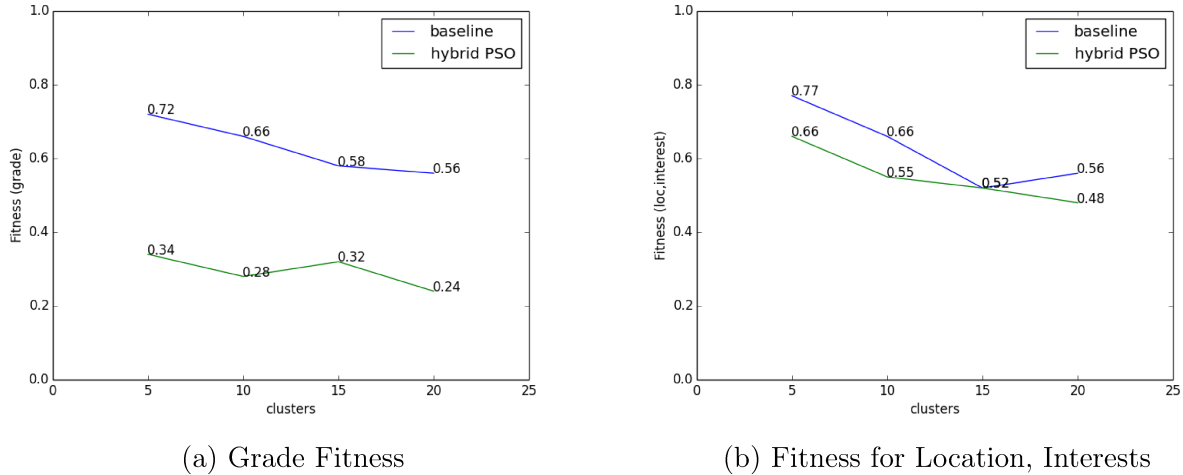 1.0
0.8
0.6
0.4
0.2
0.0
Fitness (grade)
baseline
hybrid PSO
0.72
0.66
0.58
0.56
0.34
0.28
0.32
0.24
0 5 10 15 20 25
clusters
(a) Grade Fitness
1.0
0.8
0.6
0.4
0.2
0.0
Fitness (loc,interest)
baseline
hybrid PSO
0.77
0.66
0.52
0.56
0.66
0.55
0.52
0.48
0 5 10 15 20 25
clusters
(b) Fitness for Location, Interests